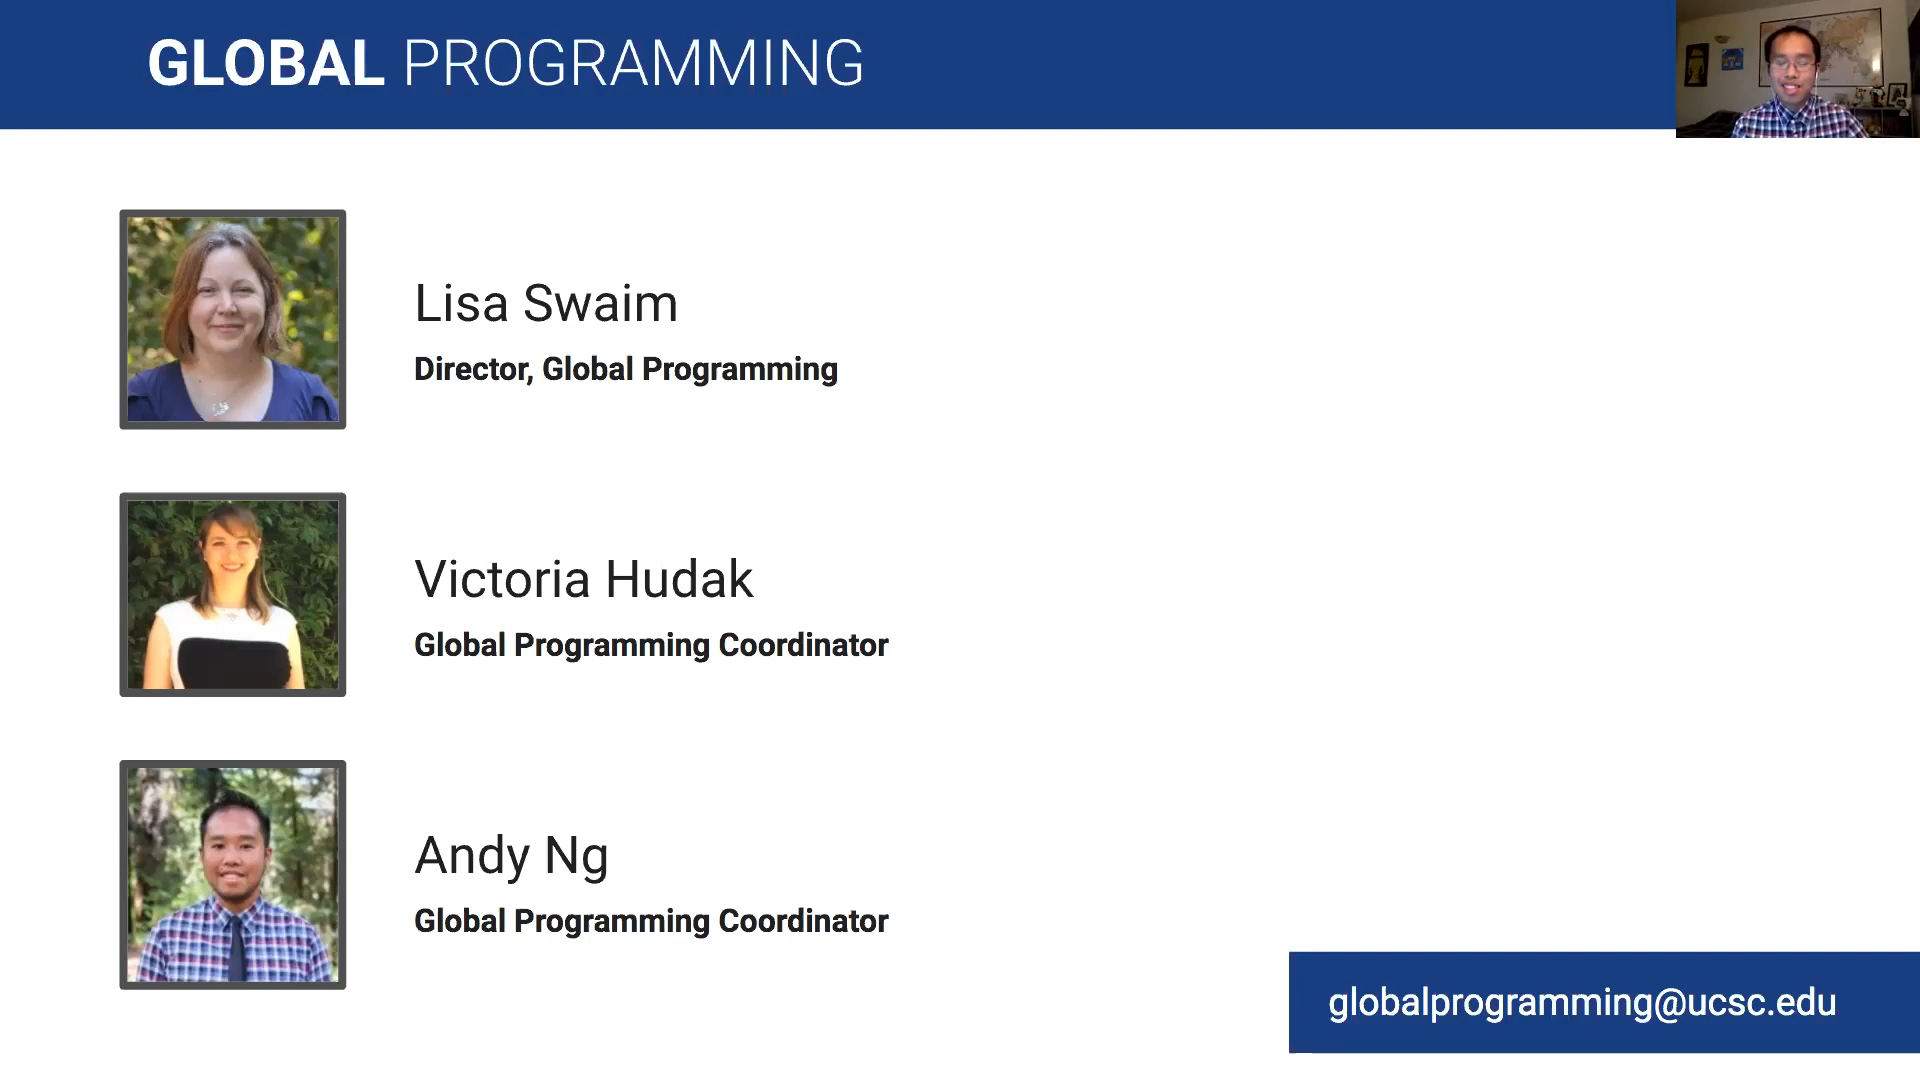 GLOBAL PROGRAMMING
Lisa Swaim
Director, Global Programming
Victoria Hudak
Global Programming Coordinator
Andy Ng
Global Programming Coordinator
globalprogramming@ucsc.edu